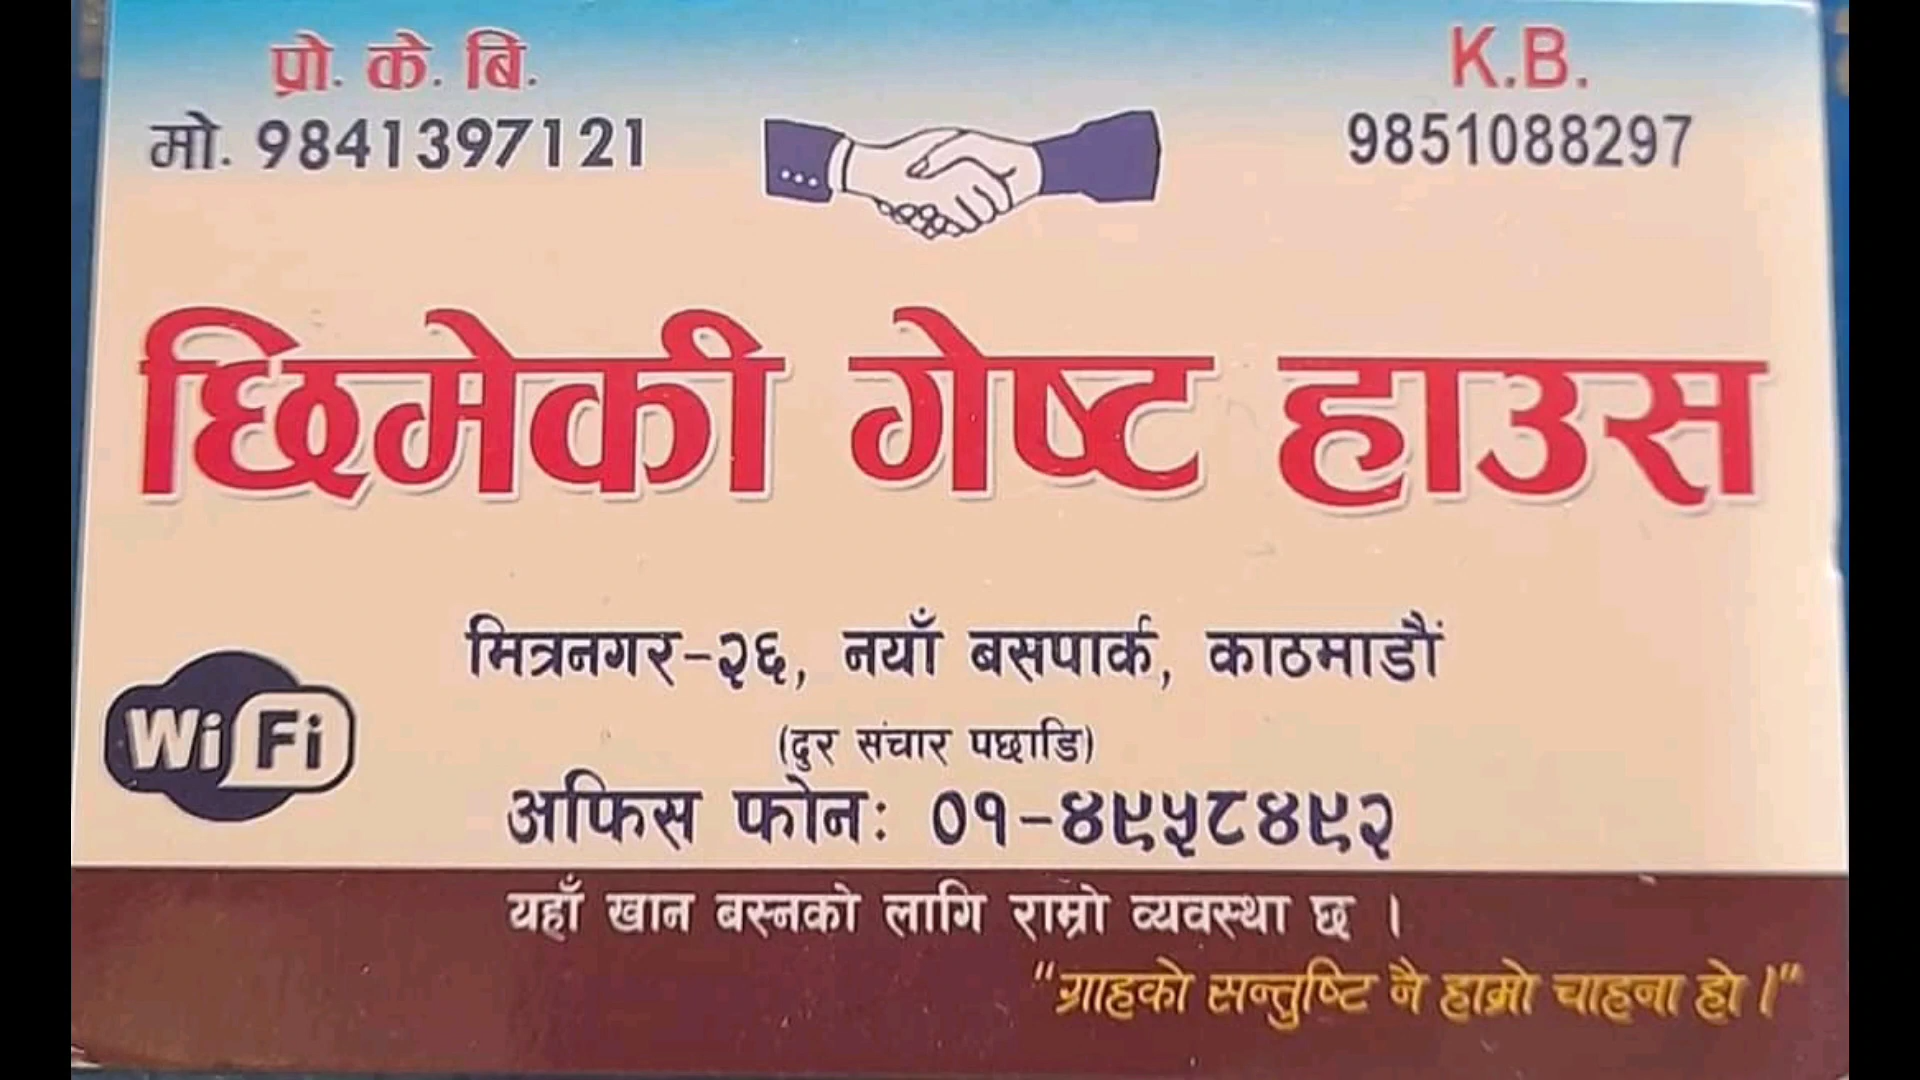 प्रो. के. बि.
मो. 9841397121
K.B.
9851088297
छिमेकी गेष्ट हाउस
मित्रनगर-२६, नयाँ बसपार्क, काठमाडौं
Wi Fi
(दुर संचार पछाडि)
अफिस फोनः ०१-४९५८४९२
यहाँ खान बस्नको लागि राम्रो व्यवस्था छ ।
"ग्राहको सन्तुष्टि नै हाम्रो चाहना हो ।"